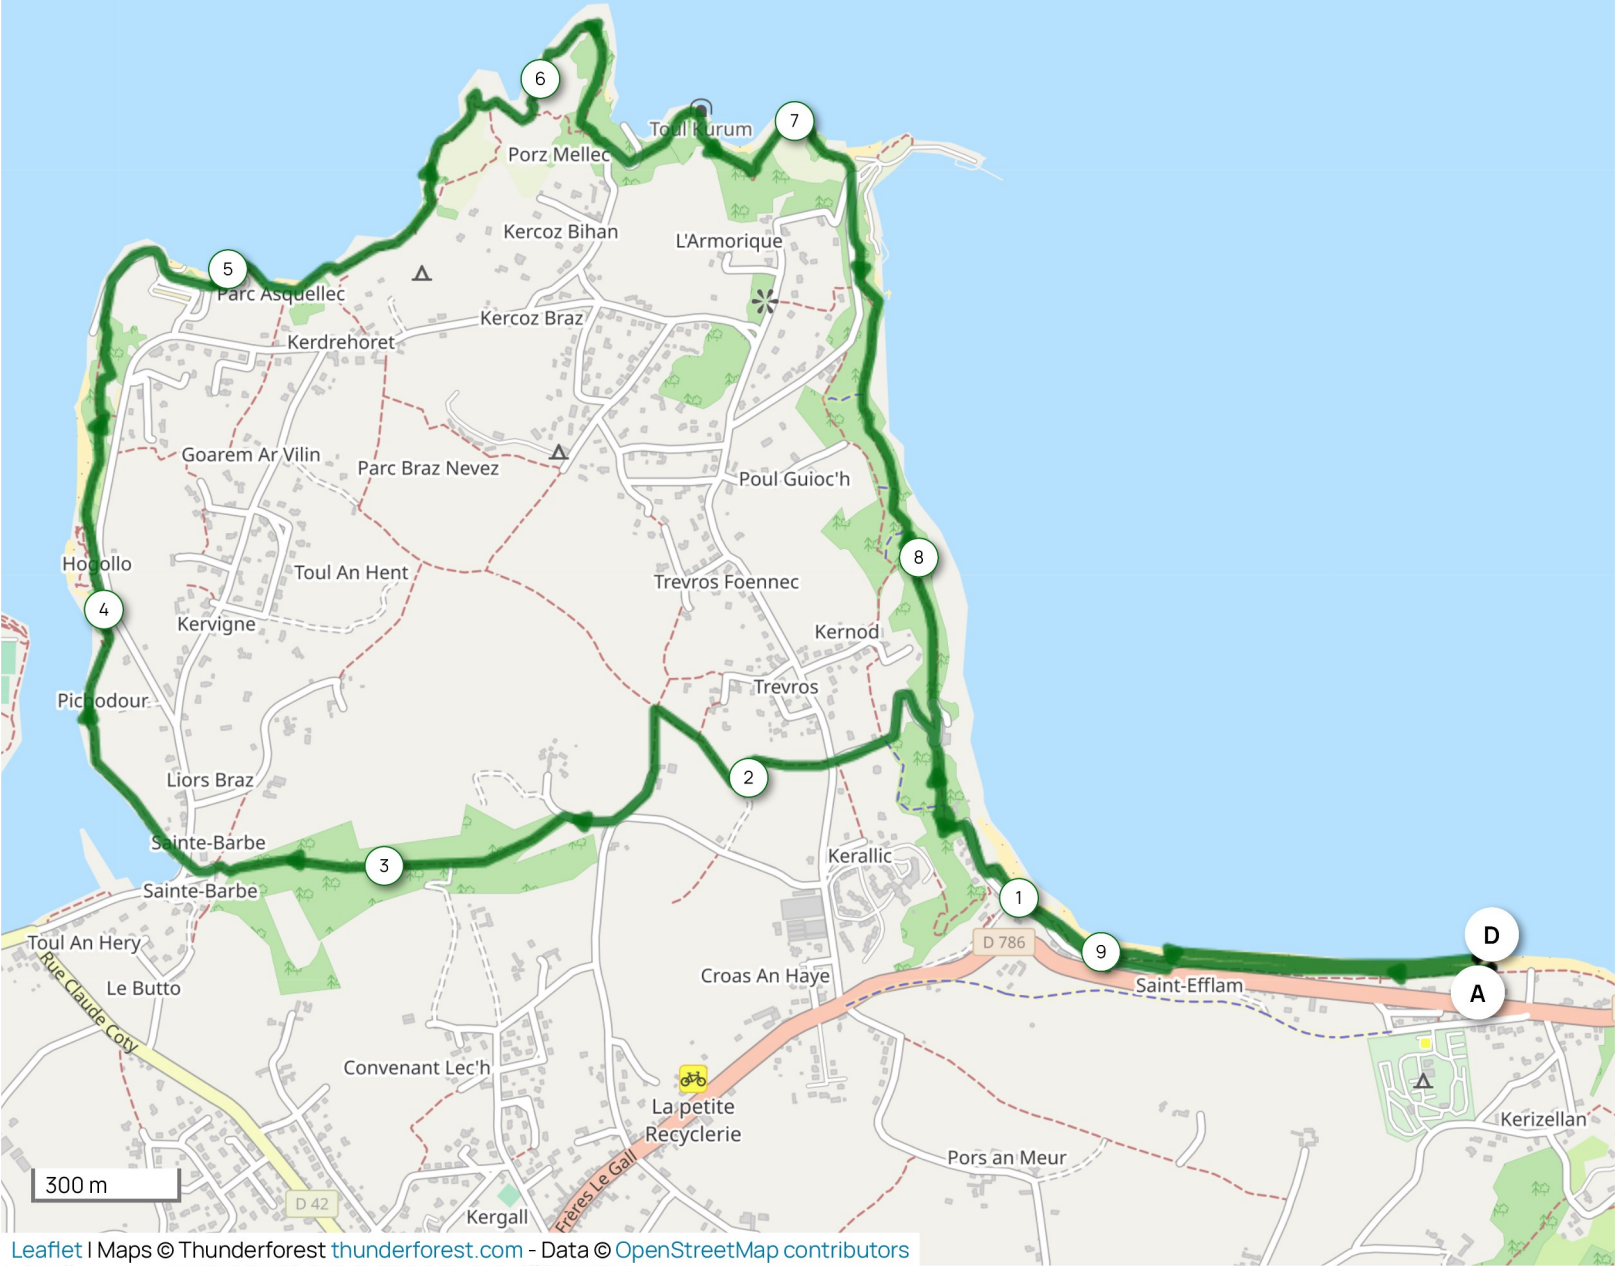 6
7
Toul Kurum
Porz Mellec
Kercoz Bihan
L'Armorique
5
Parc Asquellec
Kercoz Braz
Kerdrehoret
Goarem Ar Vilin
Parc Braz Nevez
Poul Guioc'h
8
Hogollo
Toul An Hent
Trevros Foennec
4
Kervigne
Kernod
Pichodour
Trevros
Liors Braz
2
Sainte-Barbe
3
Kerallic
Sainte-Barbe
1
Toul An Hery
D 786
9
D
Rue Claude Coty
Le Butto
Croas An Haye
Saint-Efflam
A
Convenant Lec'h
La petite
Recyclerie
Kerizellan
Pors an Meur
300 m
D 42
Frères Le Gall
Kergall
Leaflet | Maps © Thunderforest thunderforest.com - Data © OpenStreetMap contributors